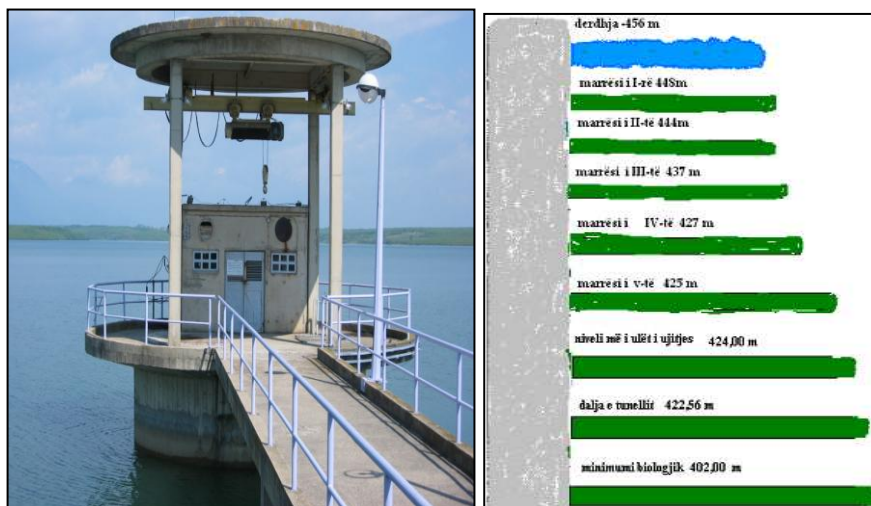 derdhja -456 m
marrësi i I-rë 448m
marrësi i II-të 444m
marrësi i III-të 437 m
marrësi i IV-të 427 m
marrësi i v-të 425 m
niveli më i ulët i ujitjes 424,00 m
dalja e tunellit 422,56 m
minimumi biologjik 402,00 m